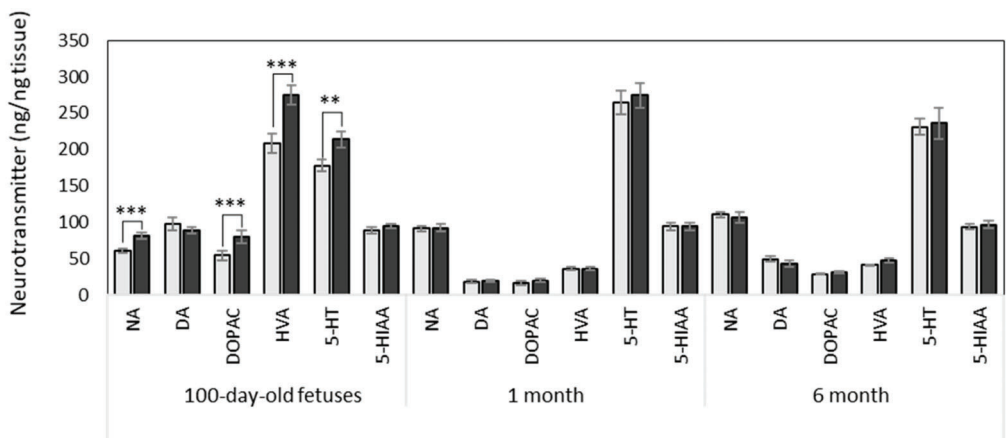 Neurotransmitter (ng/ng tissue)
350
300
250
200
150
100
50
0
***
***
***
**
NA
DA
DOPAC
HVA
5-HT
5-HIAA
NA
DA
DOPAC
HVA
5-HT
5-HIAA
NA
DA
DOPAC
HVA
5-HT
5-HIAA
100-day-old fetuses
1 month
6 month